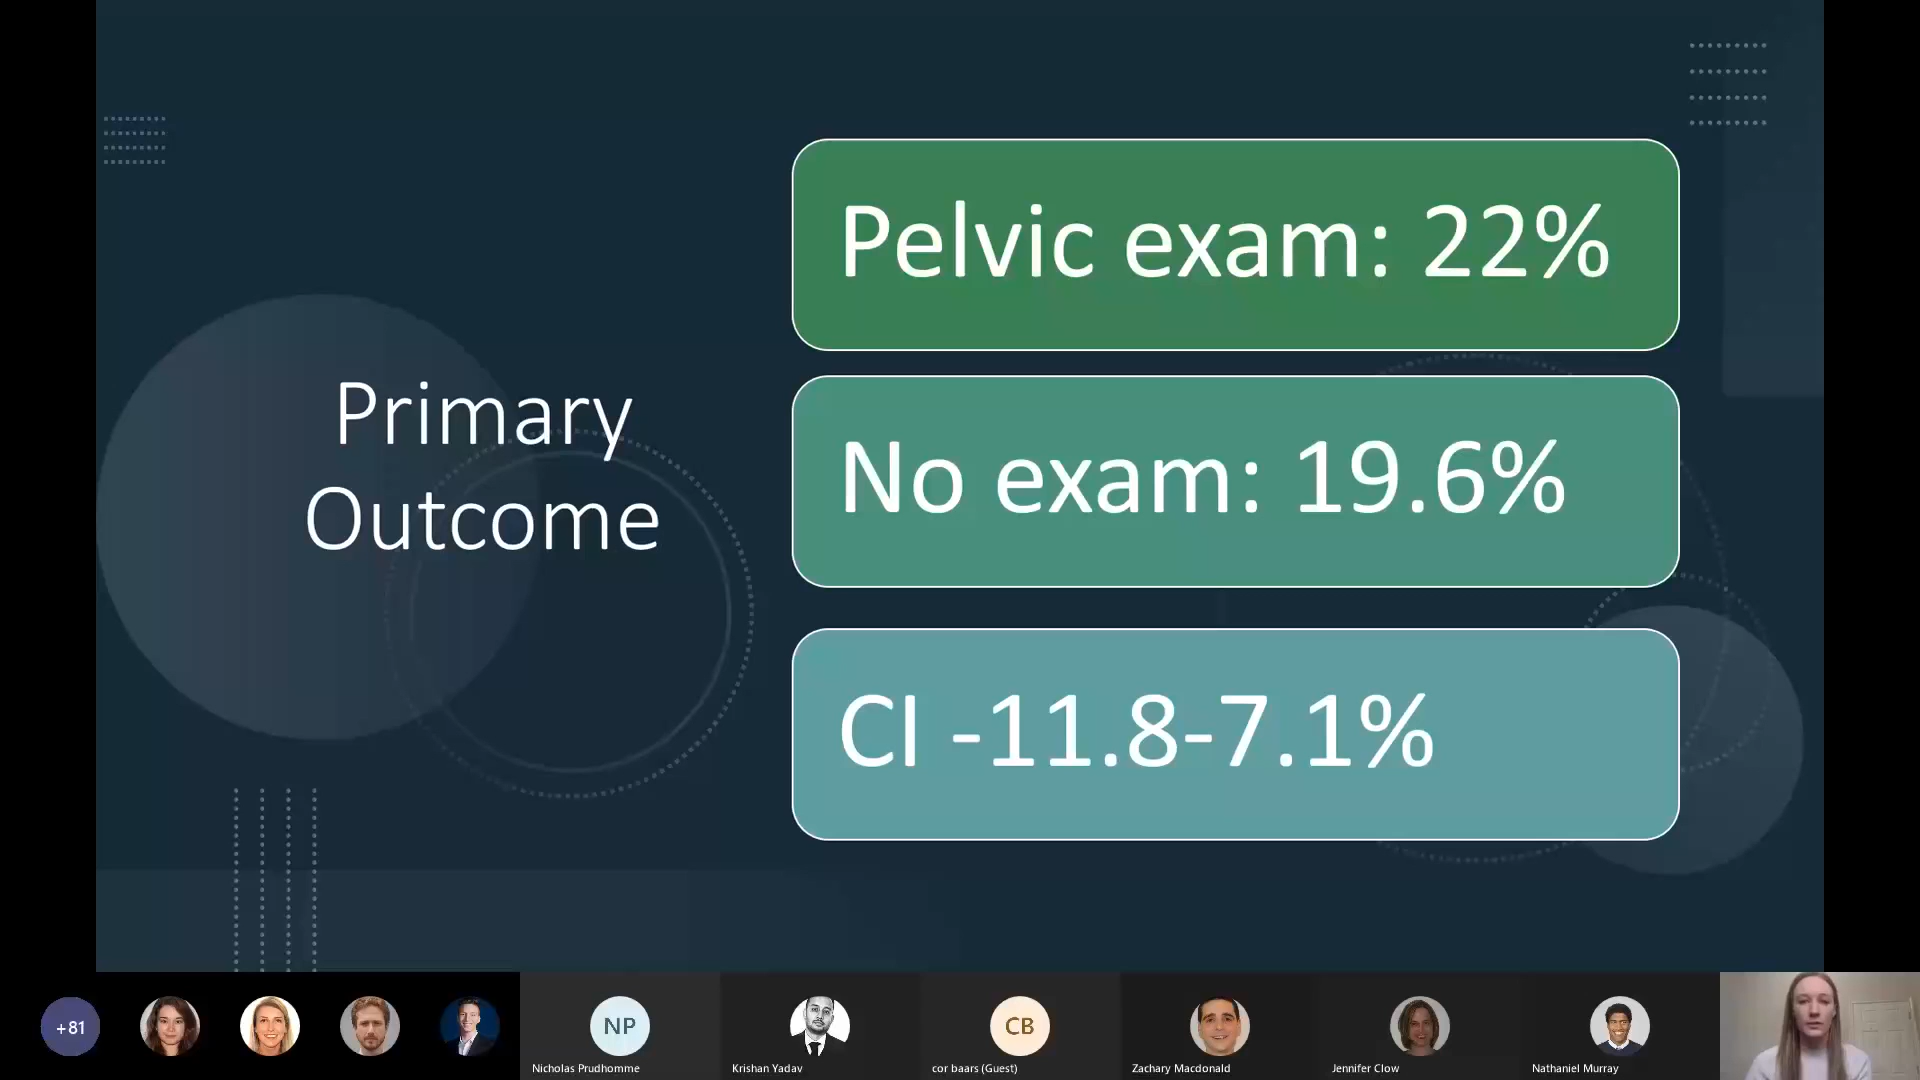 Primary
Outcome
Pelvic exam: 22%
No exam: 19.6%
CI -11.8-7.1%
+81
NP
Nicholas Prudhomme
Krishan Yadav
CB
cor baars (Guest)
Zachary Macdonald
Jennifer Clow
Nathaniel Murray